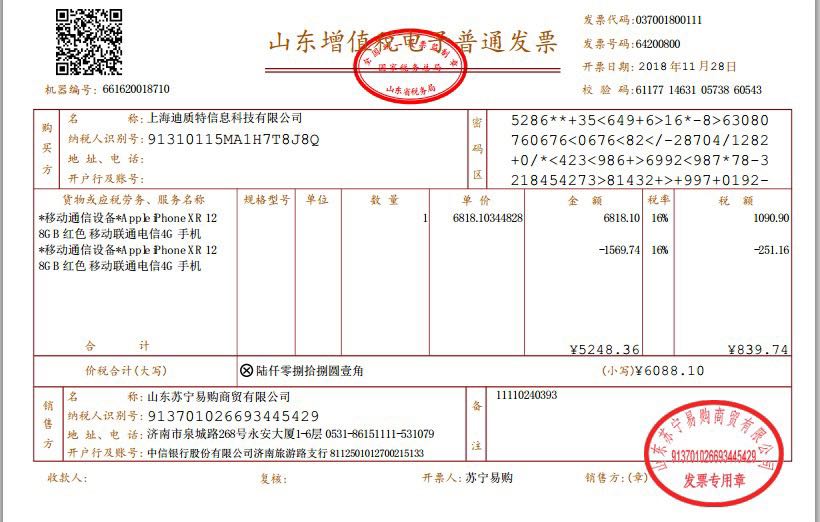 山东增值税电子普通发票
全国统一发票监制章
国家税务总局
山东省税务局
发票代码:037001800111
发票号码:64200800
开票日期:2018年11月28日
校 验 码:61177 14631 05738 60543
机器编号:661620018710
购买方
名 称:上海迪质特信息科技有限公司
纳税人识别号:91310115MA1H7T8J8Q
地 址、电 话:
开户行及账号:
密码区
5286**+35<649+6>16*-8>63080
760676<0676<82</-28704/1282
+0/*<423<986+>6992<987*78-3
218454273>81432+>+997+0192-
货物或应税劳务、服务名称 规格型号 单位 数 量 单 价 金 额 税率 税 额
*移动通信设备*Apple iPhone XR 12 1 6818.10344828 6818.10 16% 1090.90
8GB 红色 移动联通电信4G 手机
*移动通信设备*Apple iPhone XR 12 -1569.74 16% -251.16
8GB 红色 移动联通电信4G 手机
合 计 ¥5248.36 ¥839.74
价税合计(大写) ⊗陆仟零捌拾捌圆壹角 (小写)¥6088.10
销售方
名 称:山东苏宁易购商贸有限公司
纳税人识别号:913701026693445429
地 址、电 话:济南市泉城路268号永安大厦1-6层 0531-86151111-531079
开户行及账号:中信银行股份有限公司济南旅游路支行 8112501012700215133
备注
11110240393
收款人: 复核: 开票人:苏宁易购 销售方:(章)
山东苏宁易购商贸有限公司
913701026693445429
发票专用章